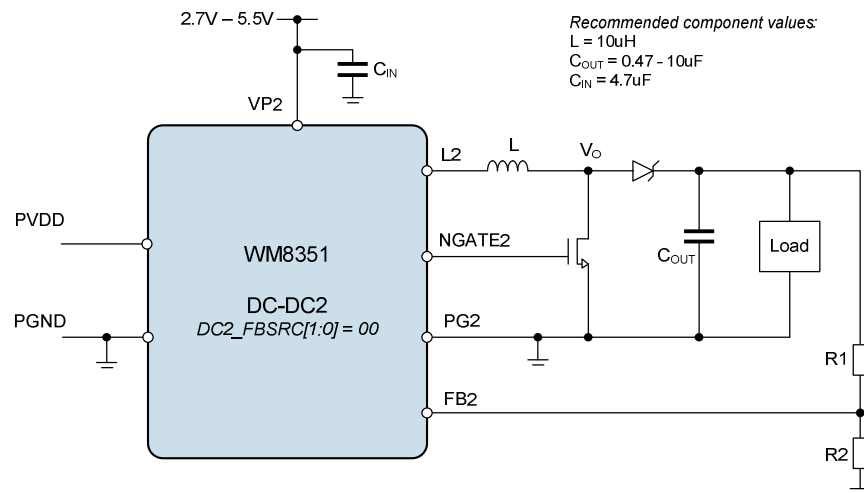 2.7V – 5.5V
Recommended component values:
L = 10uH
COUT = 0.47 - 10uF
CIN = 4.7uF
CIN
VP2
L2
L
VO
PVDD
NGATE2
WM8351
COUT
Load
DC-DC2
DC2_FBSRC[1:0] = 00
PGND
PG2
R1
FB2
R2